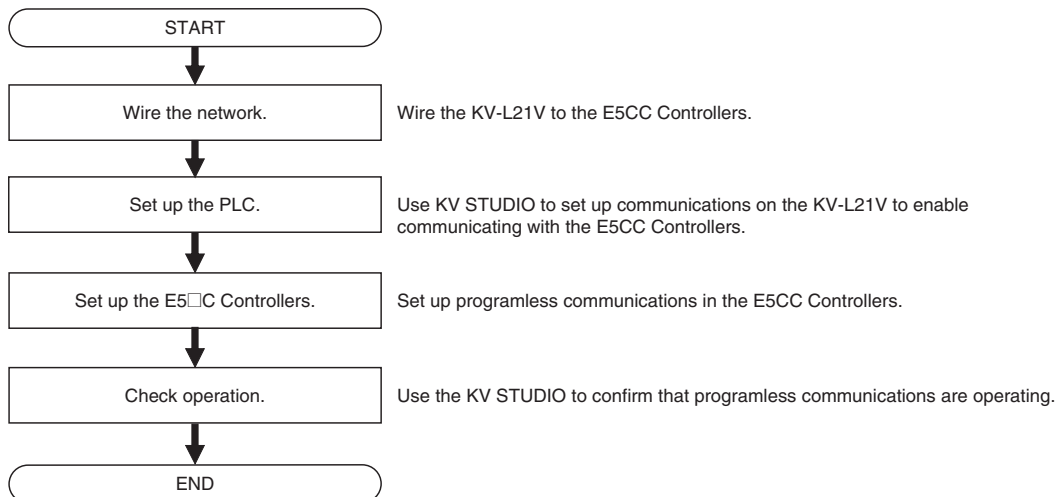 START
Wire the network.
Wire the KV-L21V to the E5CC Controllers.
Set up the PLC.
Use KV STUDIO to set up communications on the KV-L21V to enable
communicating with the E5CC Controllers.
Set up the E5□C Controllers.
Set up programless communications in the E5CC Controllers.
Check operation.
Use the KV STUDIO to confirm that programless communications are operating.
END